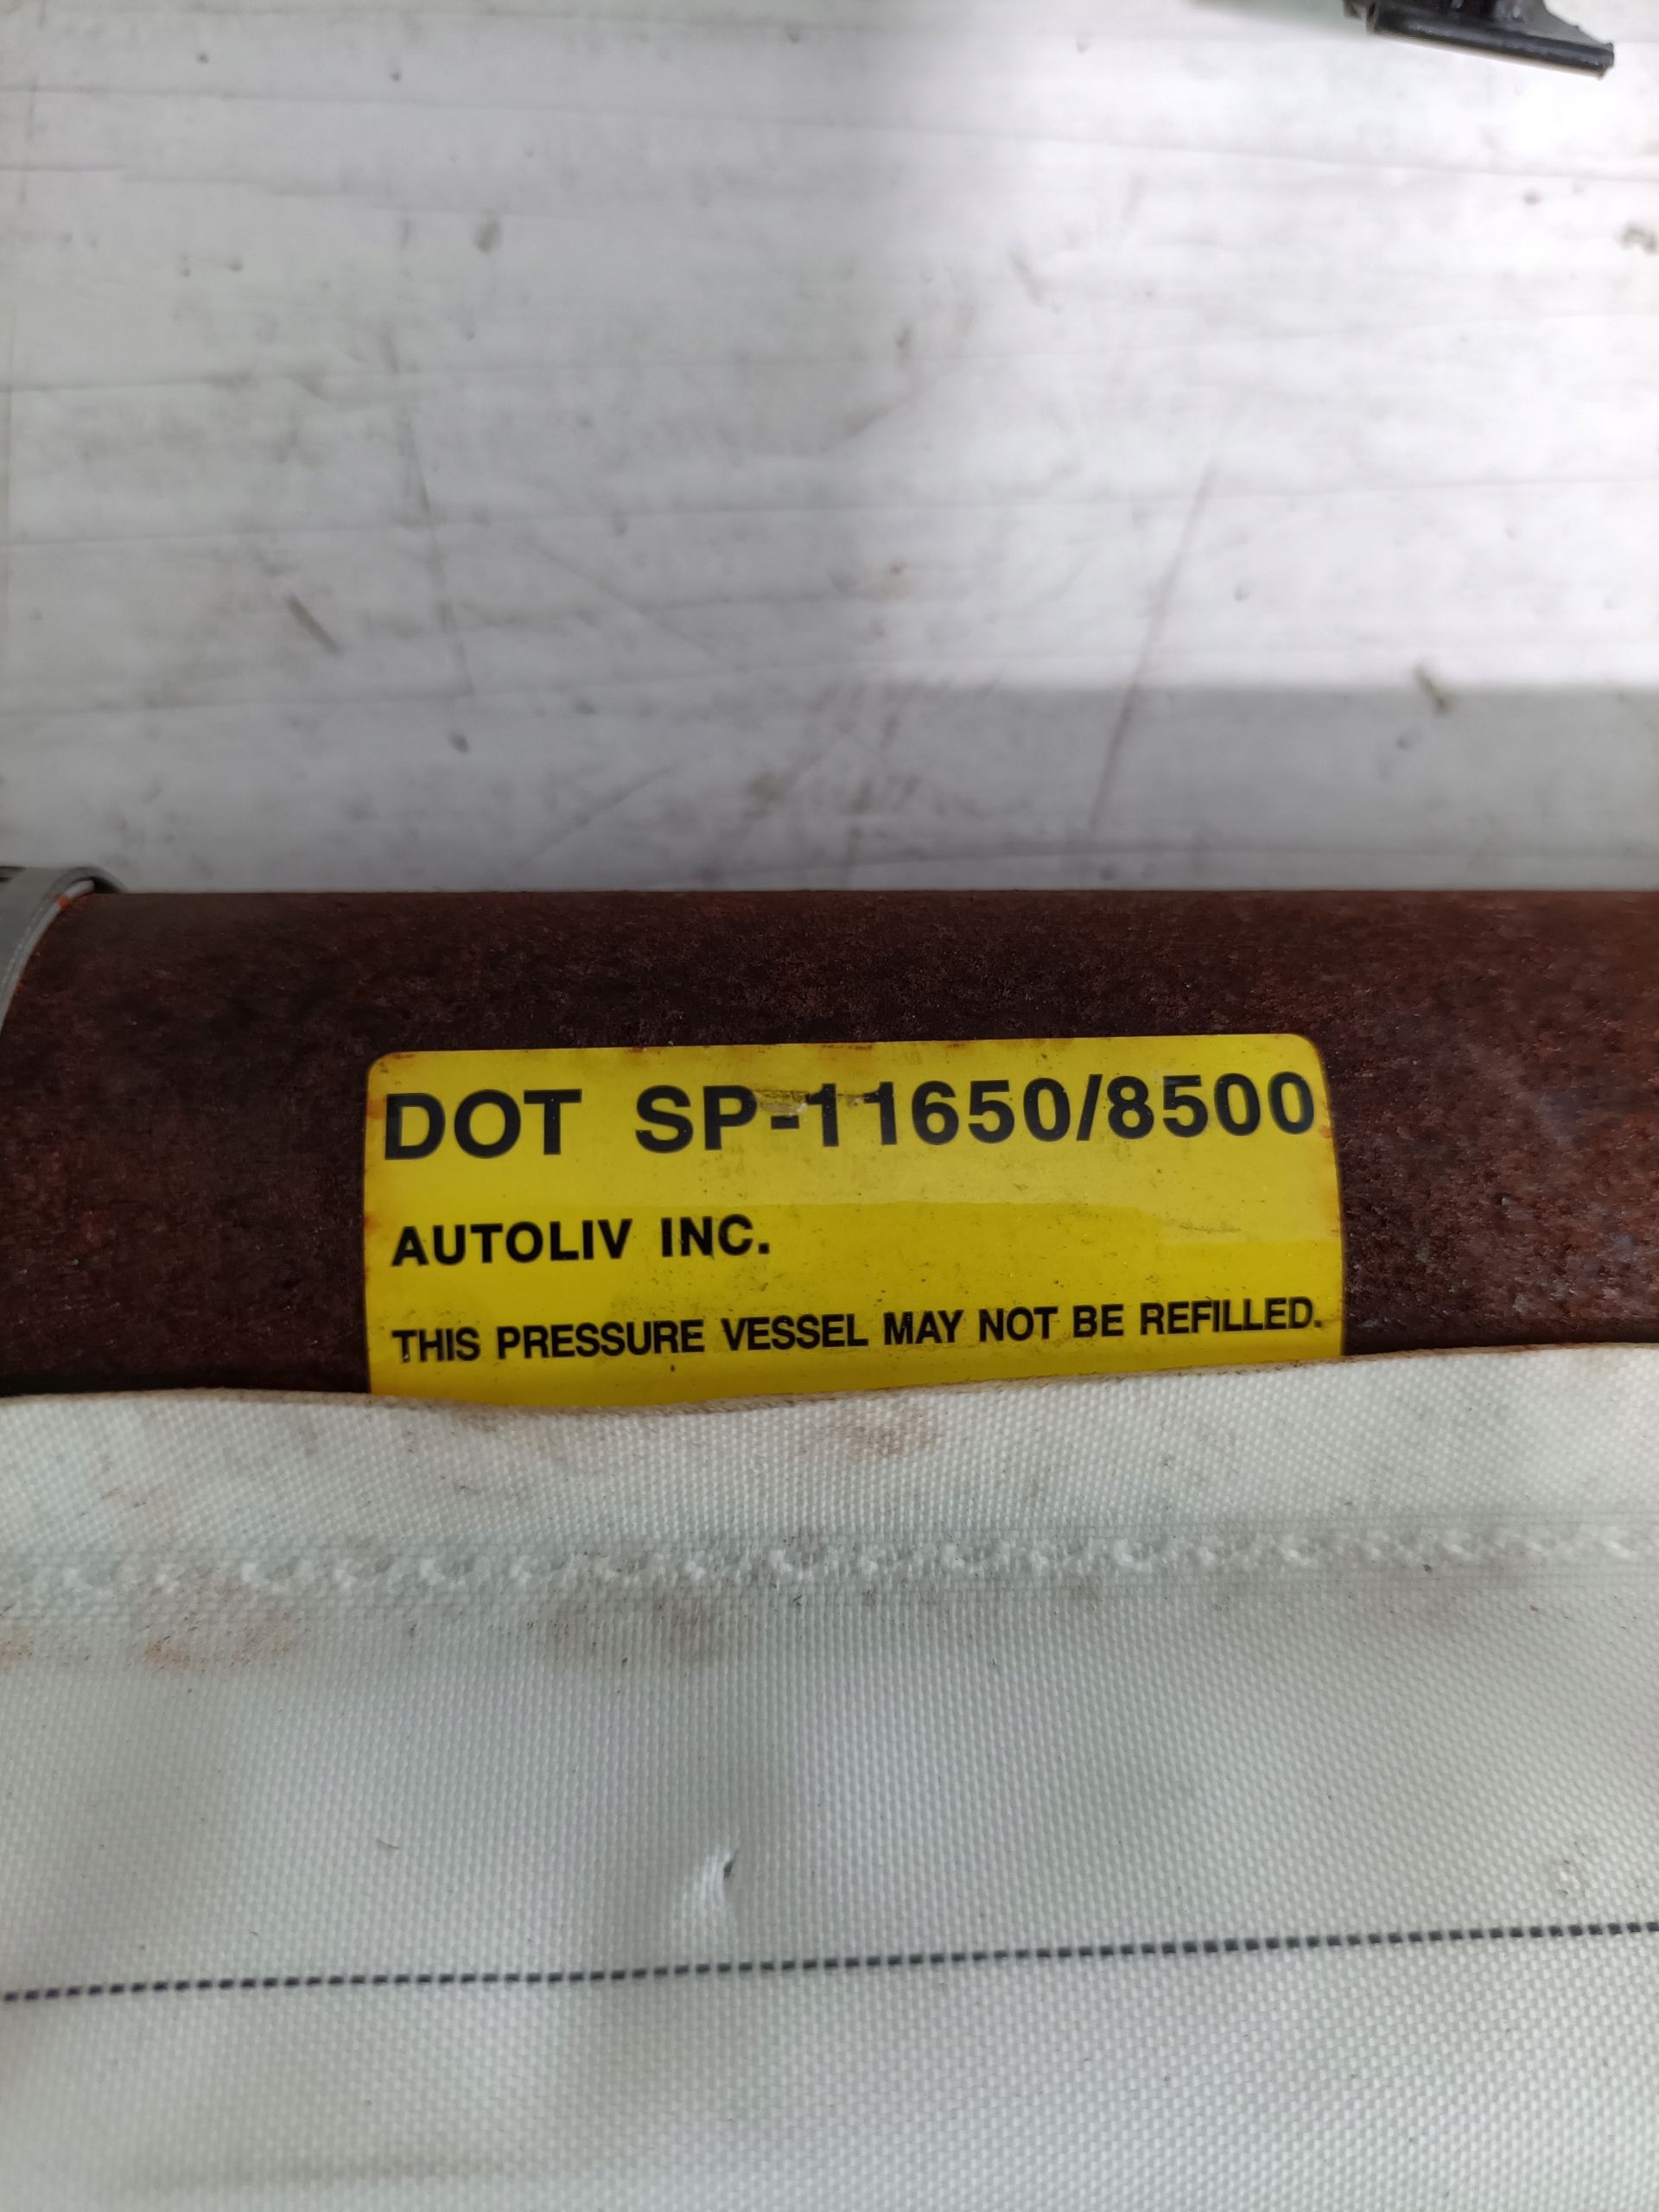 DOT SP-11650/8500
AUTOLIV INC.
THIS PRESSURE VESSEL MAY NOT BE REFILLED.